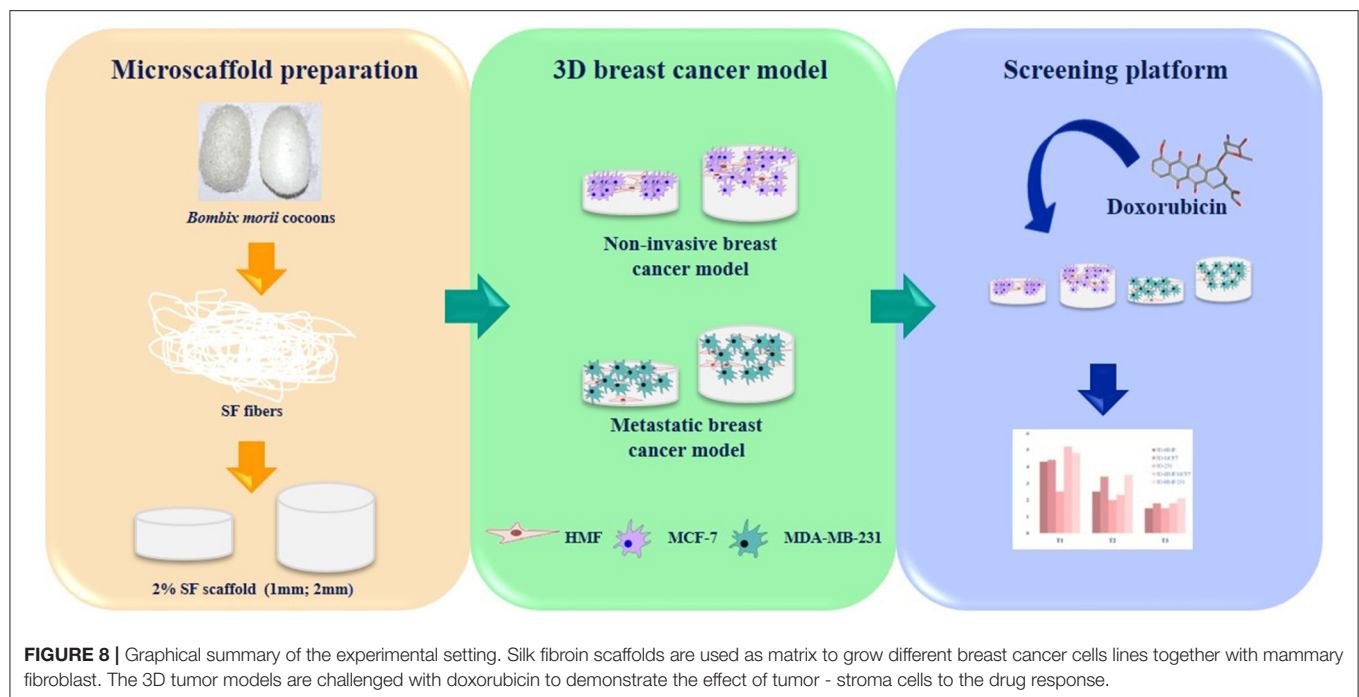 Microscaffold preparation
Bombix morii cocoons
SF fibers
2% SF scaffold (1mm; 2mm)
3D breast cancer model
Non-invasive breast
cancer model
Metastatic breast
cancer model
HMF
MCF-7
MDA-MB-231
Screening platform
Doxorubicin
T1
T2
T3
FIGURE 8 | Graphical summary of the experimental setting. Silk fibroin scaffolds are used as matrix to grow different breast cancer cells lines together with mammary
fibroblast. The 3D tumor models are challenged with doxorubicin to demonstrate the effect of tumor - stroma cells to the drug response.